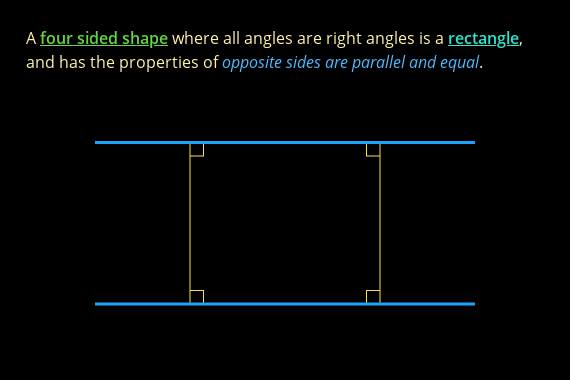 A four sided shape where all angles are right angles is a rectangle,
and has the properties of opposite sides are parallel and equal.